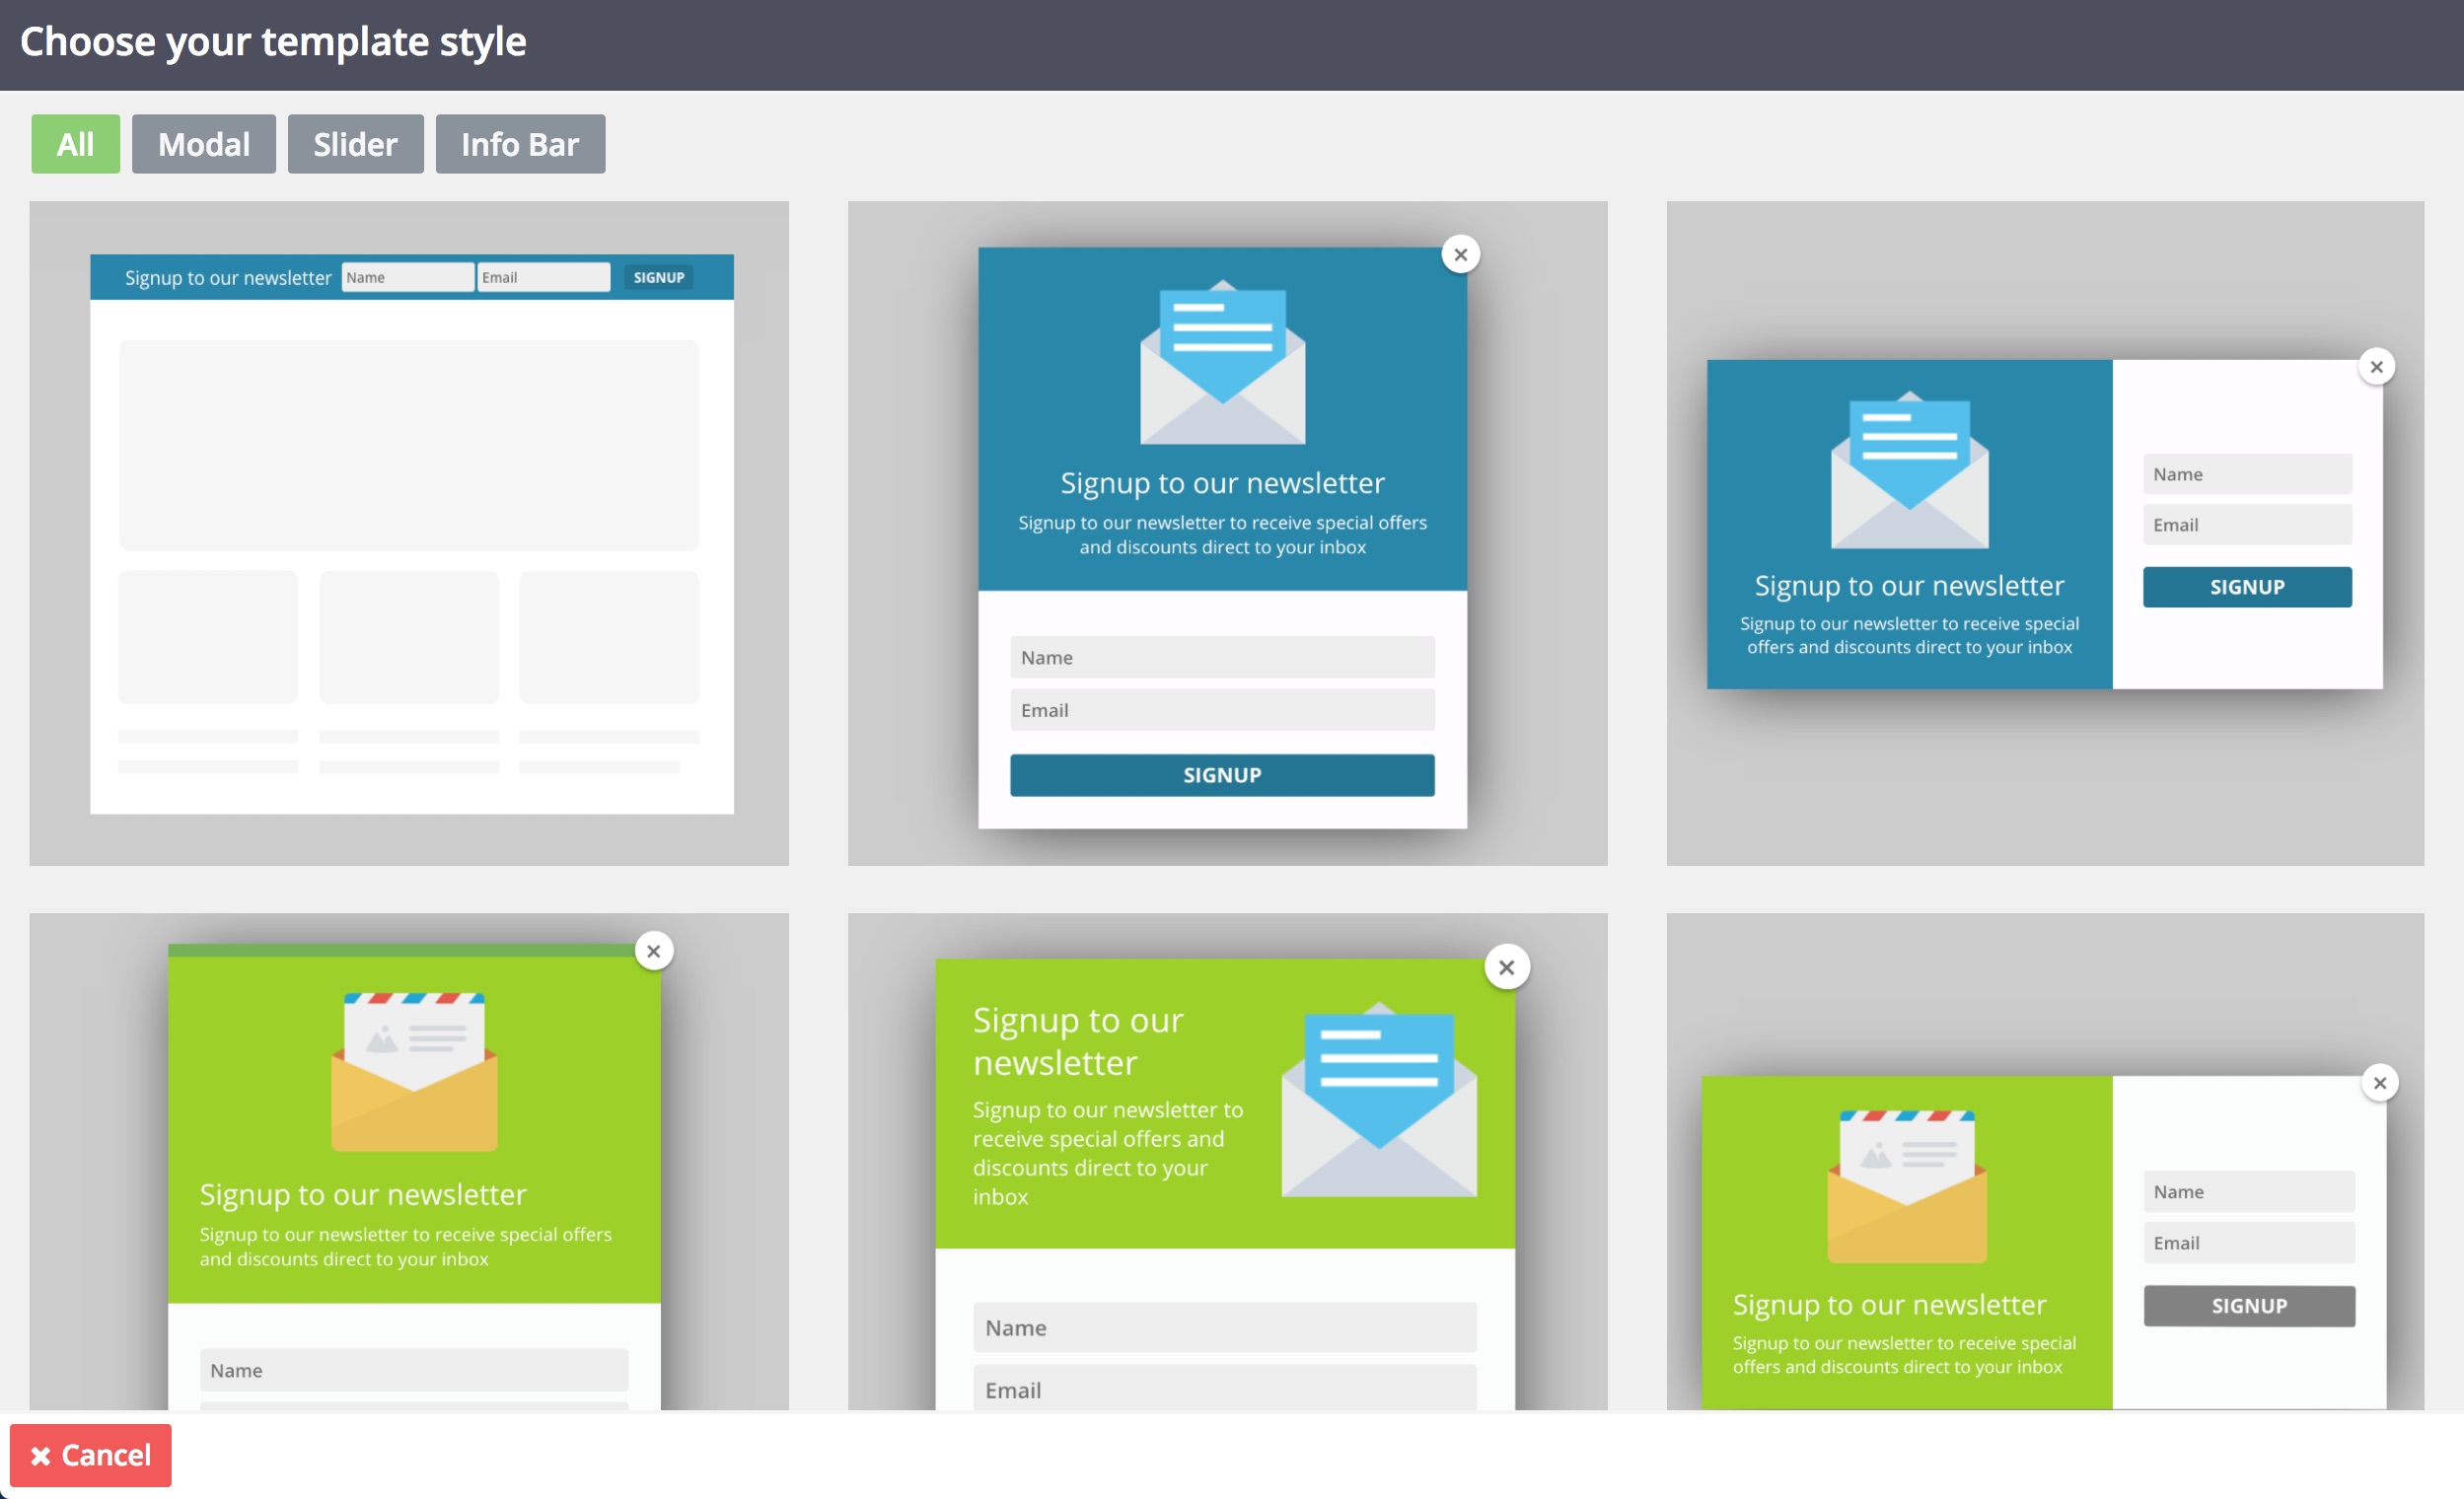 Choose your template style
All Modal Slider Info Bar
Signup to our newsletter Name Email SIGNUP
Signup to our newsletter
Signup to our newsletter to receive special offers
and discounts direct to your inbox
Name
Email
SIGNUP
Signup to our newsletter
Signup to our newsletter to receive special
offers and discounts direct to your inbox
Name
Email
SIGNUP
Signup to our newsletter
Signup to our newsletter to receive special offers
and discounts direct to your inbox
Name
Signup to our
newsletter
Signup to our newsletter to
receive special offers and
discounts direct to your
inbox
Name
Email
Signup to our newsletter
Signup to our newsletter to receive special
offers and discounts direct to your inbox
Name
Email
SIGNUP
Cancel